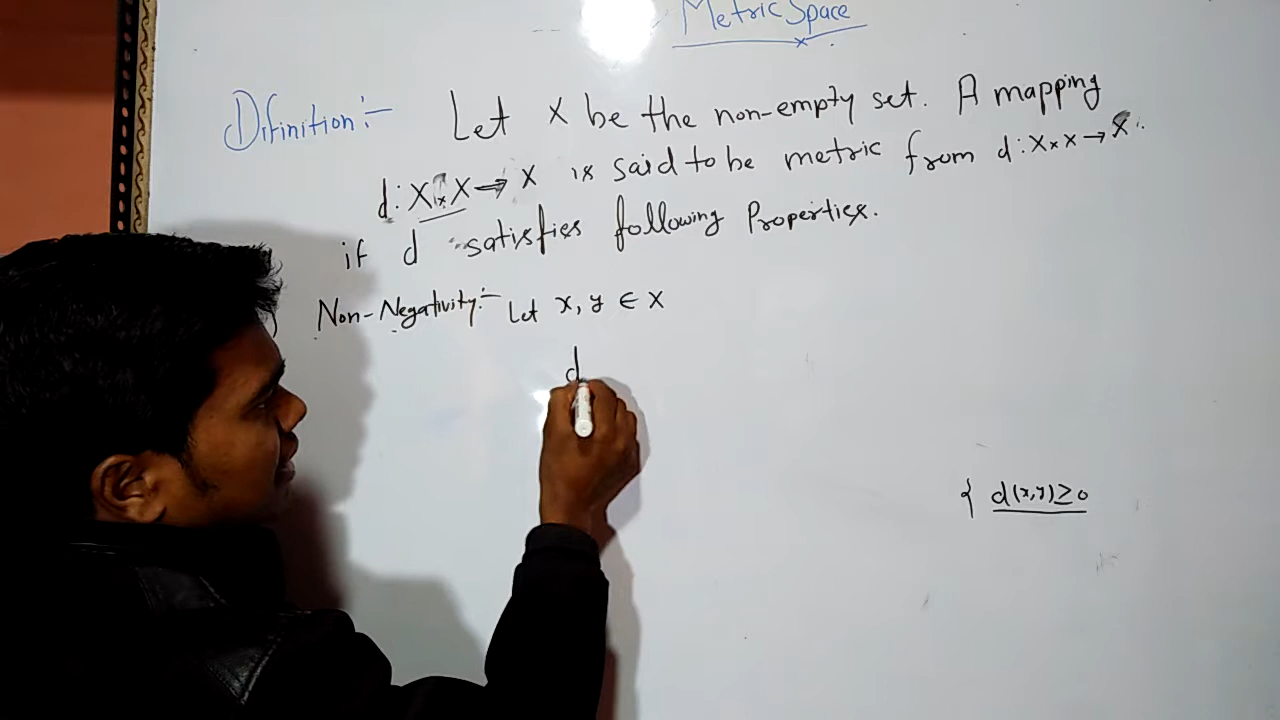 Metric Space
Difinition:-  Let X be the non-empty set. A mapping
d: X x X → X is said to be metric from d: X x X → X.
if d satisfies following Properties.
) Non-Negativity:- Let x, y ∈ X
d
{ d(x,y) ≥ 0